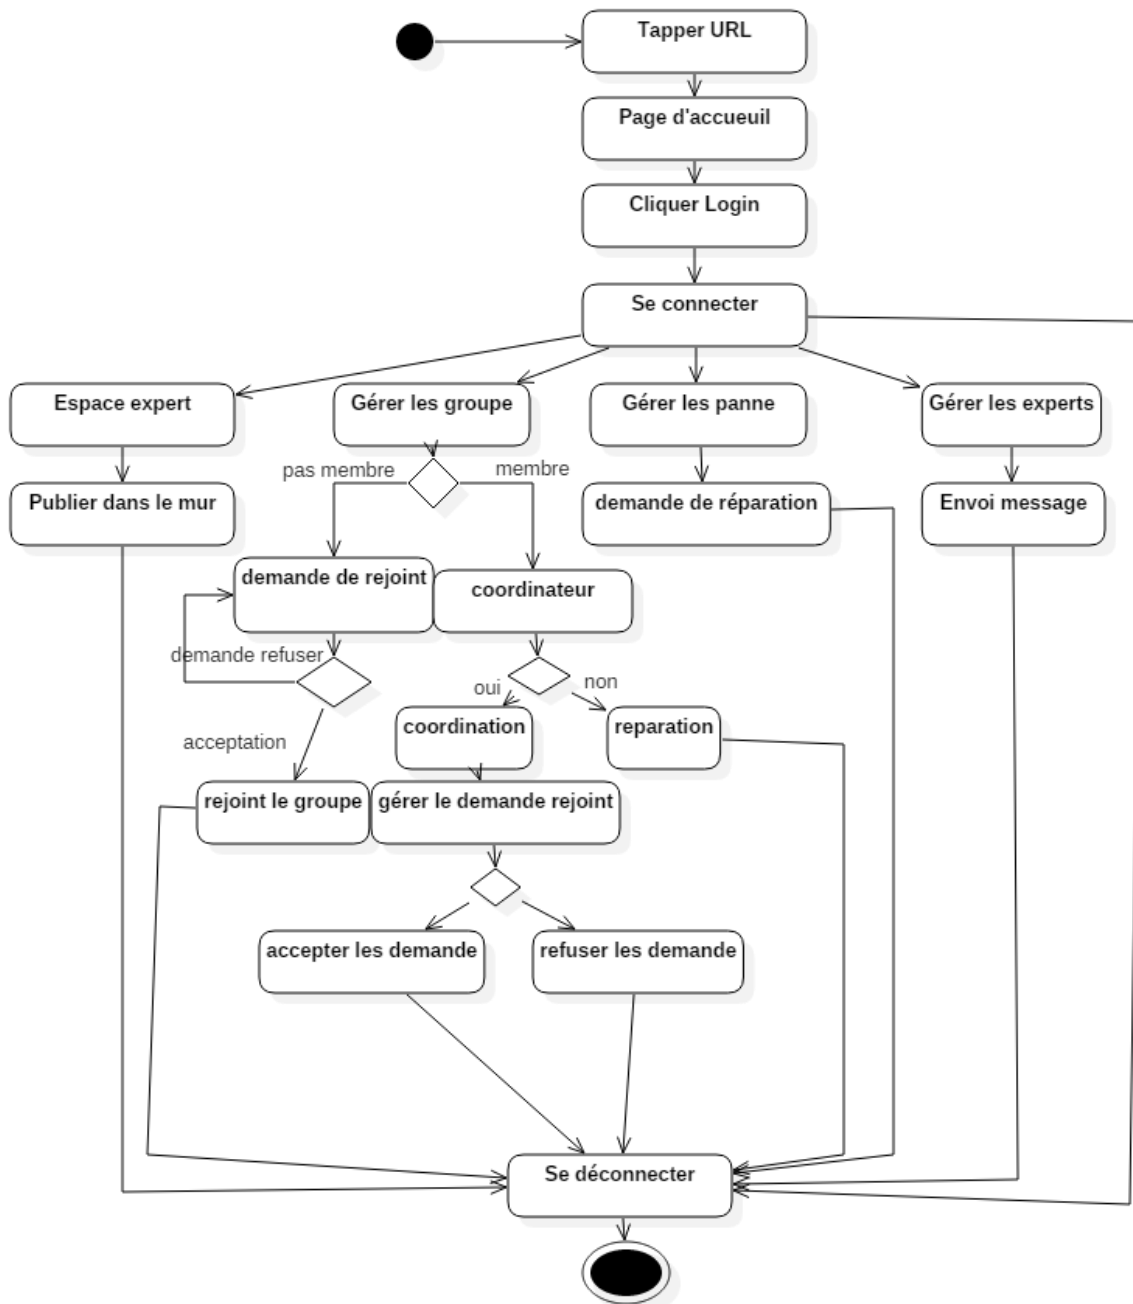 Tapper URL
Page d'accueuil
Cliquer Login
Se connecter
Espace expert
Gérer les groupe
Gérer les panne
Gérer les experts
pas membre
membre
Publier dans le mur
demande de réparation
Envoi message
demande de rejoint
coordinateur
demande refuser
oui
non
coordination
reparation
acceptation
rejoint le groupe
gérer le demande rejoint
accepter les demande
refuser les demande
Se déconnecter